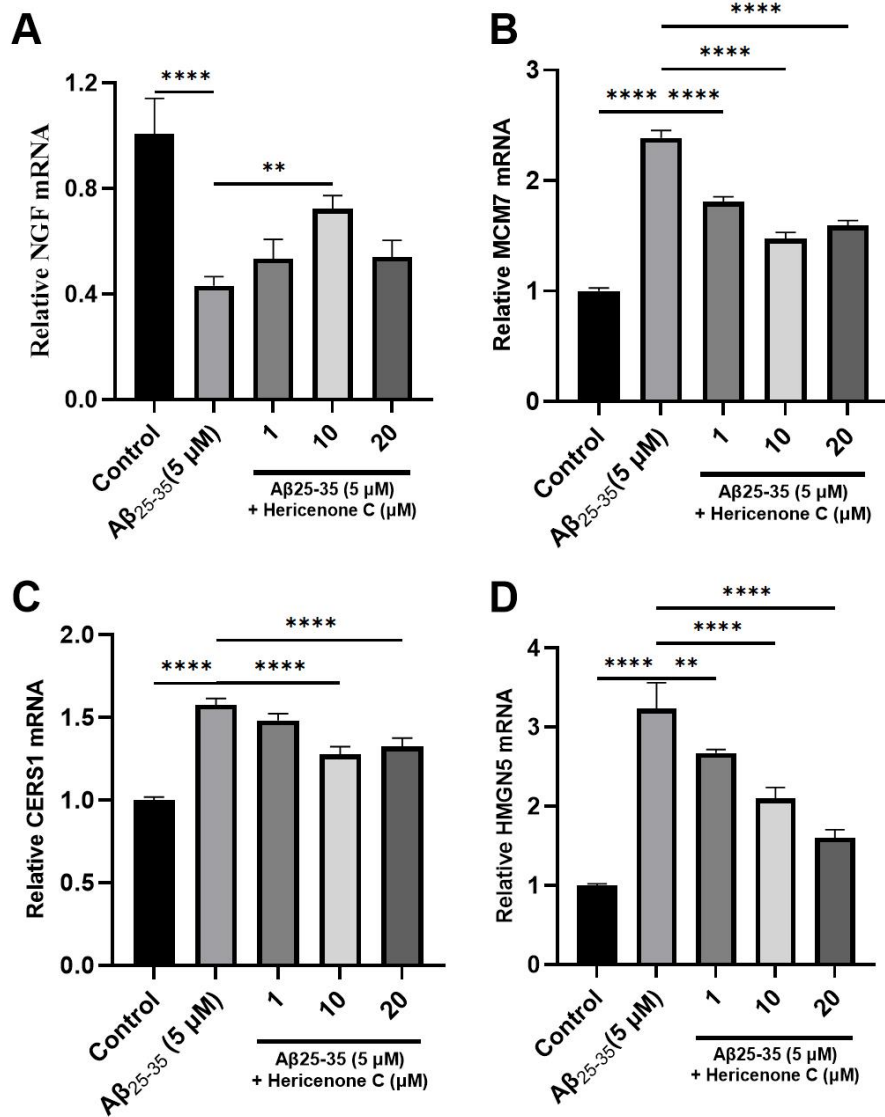 A
Relative NGF mRNA
1.2
0.8
0.4
0.0
****
**
Control
Aβ25-35(5 μM)
1
10
20
Aβ25-35 (5 μM)
+ Hericenone C (μM)
B
Relative MCM7 mRNA
3
2
1
0
****
****
**** ****
Control
Aβ25-35(5 μM)
1
10
20
Aβ25-35 (5 μM)
+ Hericenone C (μM)
C
Relative CERS1 mRNA
2.0
1.5
1.0
0.5
0.0
****
**** ****
Control
Aβ25-35 (5 μM)
1
10
20
Aβ25-35 (5 μM)
+ Hericenone C (μM)
D
Relative HMGN5 mRNA
4
3
2
1
0
****
****
**** **
Control
Aβ25-35(5 μM)
1
10
20
Aβ25-35 (5 μM)
+ Hericenone C (μM)